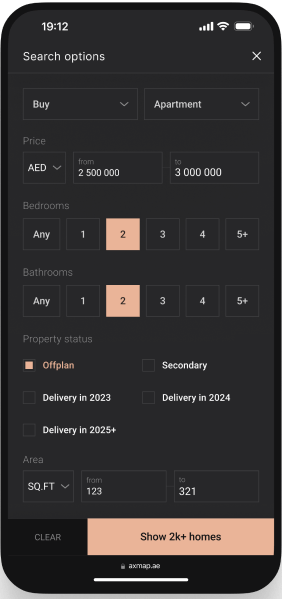 19:12
Search options
Buy Apartment
Price
AED from 2 500 000 to 3 000 000
Bedrooms
Any 1 2 3 4 5+
Bathrooms
Any 1 2 3 4 5+
Property status
Offplan Secondary
Delivery in 2023 Delivery in 2024
Delivery in 2025+
Area
SQ.FT from 123 to 321
CLEAR Show 2k+ homes
axmap.ae